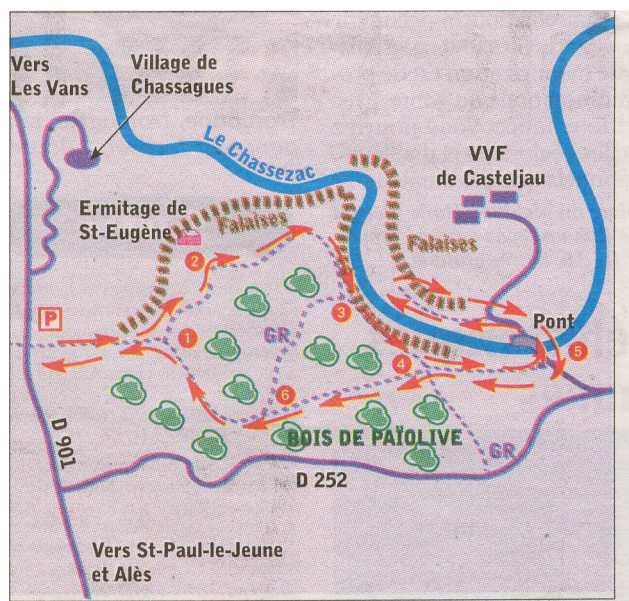 Vers
Les Vans
Village de
Chassagues
Le Chassezac
VVF
de Casteljau
Ermitage de
St-Eugène
Falaises
Falaises
P
2
3
Pont
1
GR
4
5
6
BOIS DE PAÏOLIVE
GR
D 901
D 252
Vers St-Paul-le-Jeune
et Alès